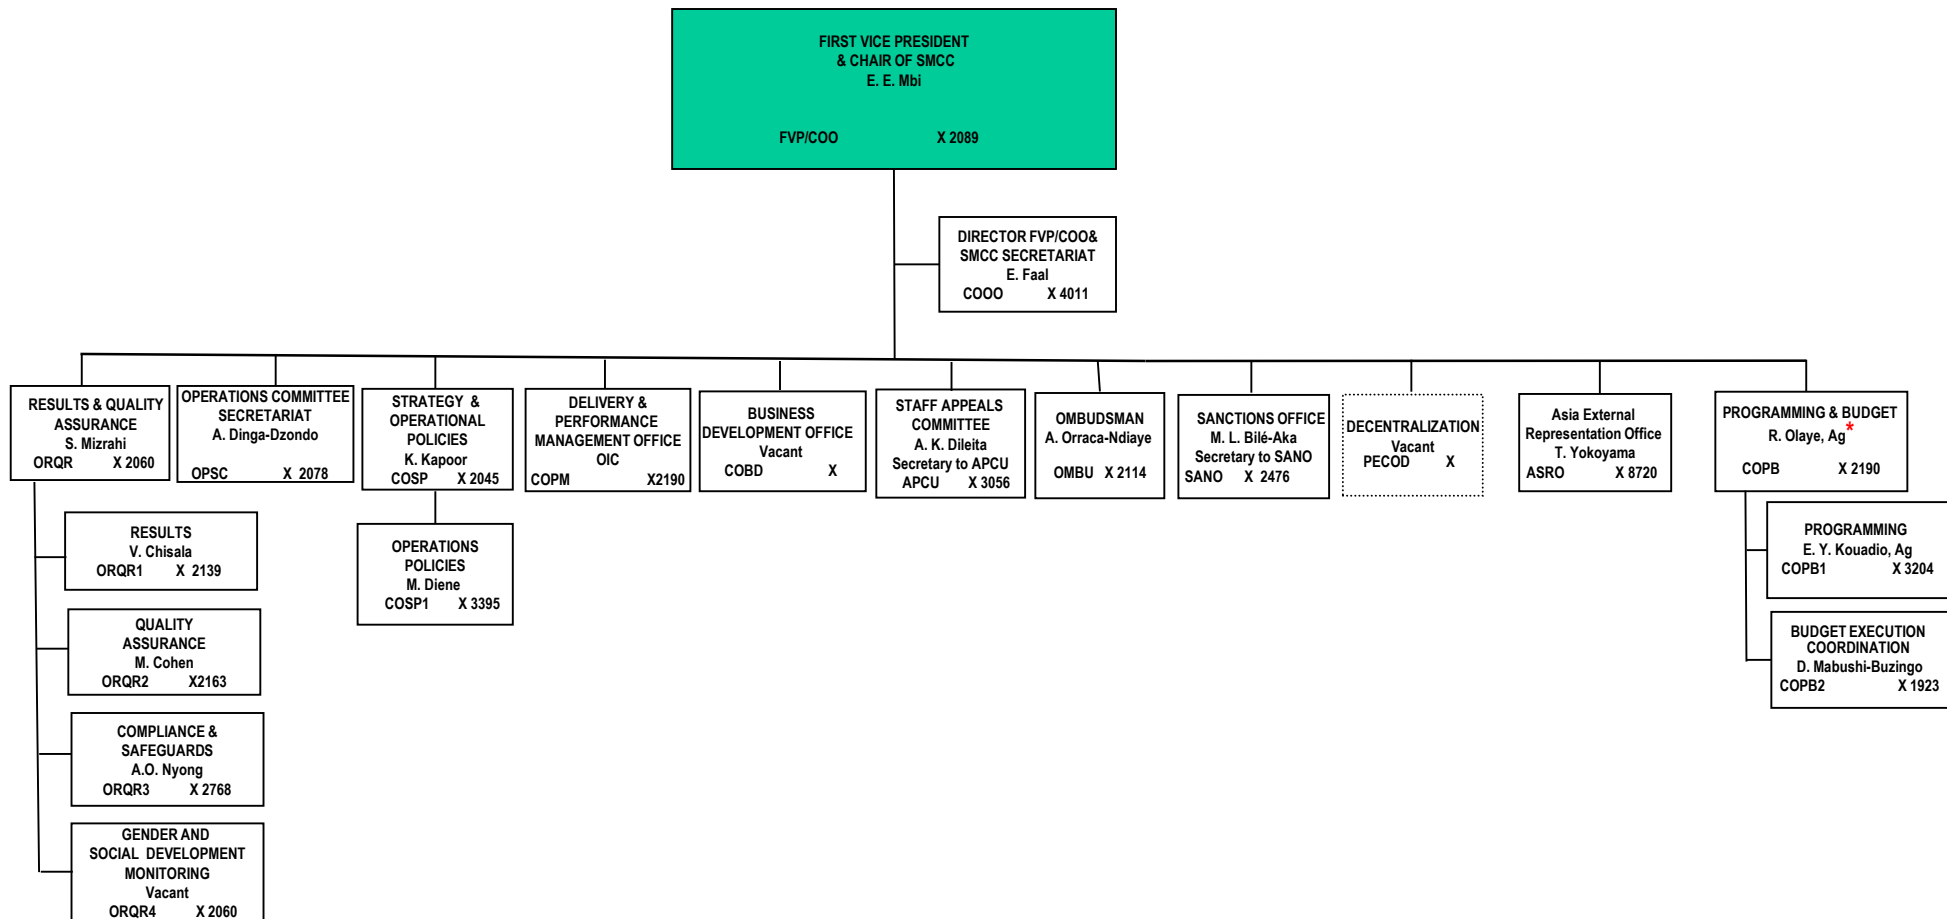 FIRST VICE PRESIDENT
& CHAIR OF SMCC
E. E. Mbi
FVP/COO X 2089
DIRECTOR FVP/COO&
SMCC SECRETARIAT
E. Faal
COOO X 4011
RESULTS & QUALITY
ASSURANCE
S. Mizrahi
ORQR X 2060
OPERATIONS COMMITTEE
SECRETARIAT
A. Dinga-Dzondo
OPSC X 2078
STRATEGY &
OPERATIONAL
POLICIES
K. Kapoor
COSP X 2045
DELIVERY &
PERFORMANCE
MANAGEMENT OFFICE
OIC
COPM X2190
BUSINESS
DEVELOPMENT OFFICE
Vacant
COBD X
STAFF APPEALS
COMMITTEE
A. K. Dileita
Secretary to APCU
APCU X 3056
OMBUDSMAN
A. Orraca-Ndiaye
OMBU X 2114
SANCTIONS OFFICE
M. L. Bilé-Aka
Secretary to SANO
SANO X 2476
DECENTRALIZATION
Vacant
PECOD X
Asia External
Representation Office
T. Yokoyama
ASRO X 8720
PROGRAMMING & BUDGET
R. Olaye, Ag*
COPB X 2190
RESULTS
V. Chisala
ORQR1 X 2139
QUALITY
ASSURANCE
M. Cohen
ORQR2 X2163
COMPLIANCE &
SAFEGUARDS
A.O. Nyong
ORQR3 X 2768
GENDER AND
SOCIAL DEVELOPMENT
MONITORING
Vacant
ORQR4 X 2060
OPERATIONS
POLICIES
M. Diene
COSP1 X 3395
PROGRAMMING
E. Y. Kouadio, Ag
COPB1 X 3204
BUDGET EXECUTION
COORDINATION
D. Mabushi-Buzingo
COPB2 X 1923